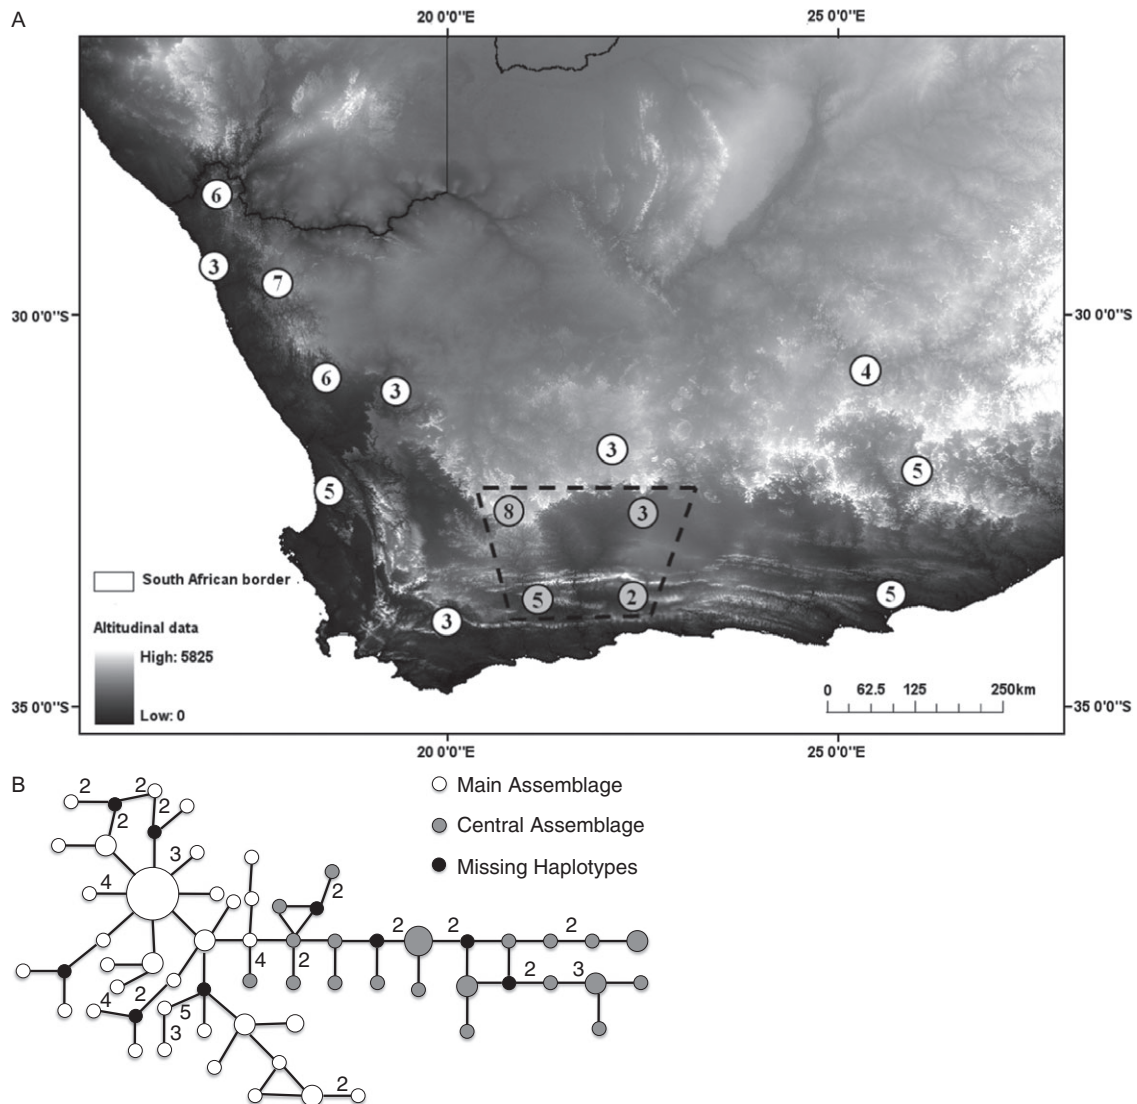 A
20 0'0"E 25 0'0"E
6
3
7
30 0'0"S 30 0'0"S
6
3
4
3
5
5
8
3
South African border
5
2
5
3
Altitudinal data
High: 5825
Low: 0
0 62.5 125 250km
35 0'0"S 35 0'0"S
20 0'0"E 25 0'0"E
B
Main Assemblage
Central Assemblage
Missing Haplotypes
2 2
2 2
3
4
2
2 2 2
4 2
2 3
2
4
5
3
2